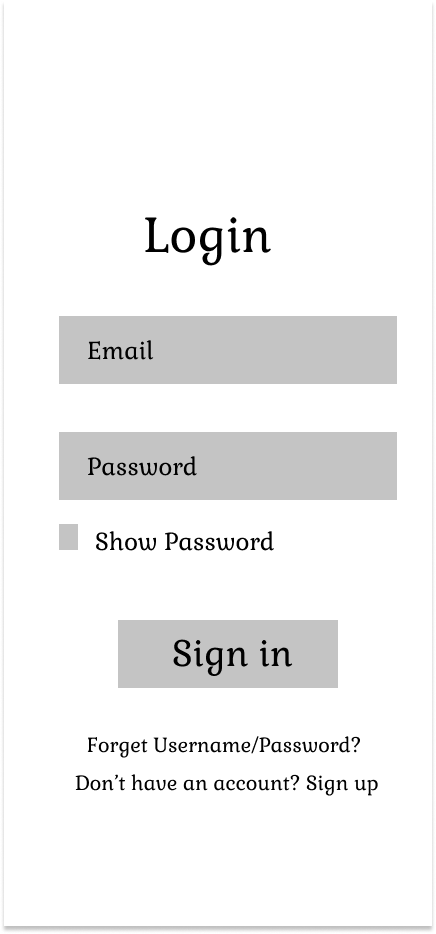 Login
Email
Password
Show Password
Sign in
Forget Username/Password?
Don’t have an account? Sign up